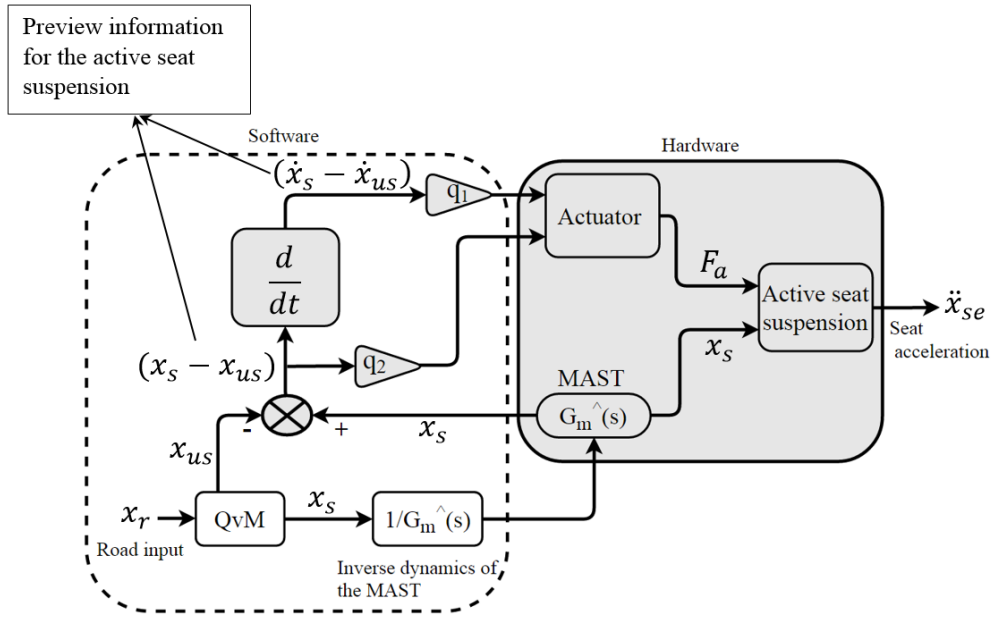 Preview information
for the active seat
suspension
Software
Hardware
(ẋₛ − ẋᵤₛ)
q₁
Actuator
d
dt
Fₐ
Active seat
suspension
ẍₛₑ
Seat
acceleration
xₛ
(xₛ − xᵤₛ)
q₂
MAST
Gₘ^(s)
-
+
xₛ
xᵤₛ
xᵣ
QvM
xₛ
1/Gₘ^(s)
Road input
Inverse dynamics of
the MAST